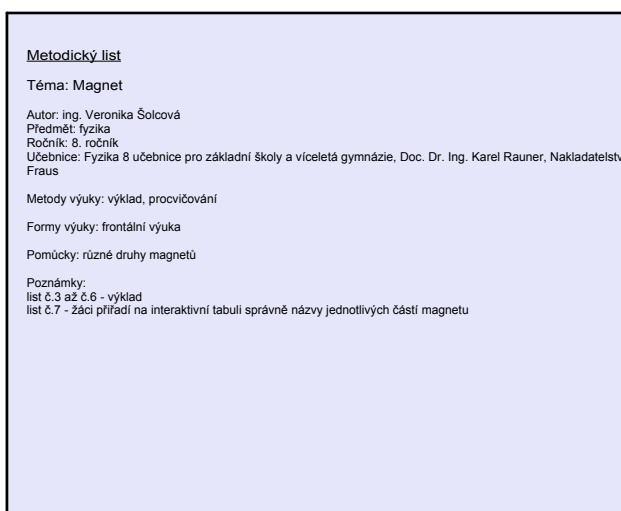 Metodický list
Téma: Magnet
Autor: ing. Veronika Šolcová
Předmět: fyzika
Ročník: 8. ročník
Učebnice: Fyzika 8 učebnice pro základní školy a víceletá gymnázie, Doc. Dr. Ing. Karel Rauner, Nakladatelstv
Fraus
Metody výuky: výklad, procvičování
Formy výuky: frontální výuka
Pomůcky: různé druhy magnetů
Poznámky:
list č.3 až č.6 - výklad
list č.7 - žáci přiřadí na interaktivní tabuli správně názvy jednotlivých částí magnetu